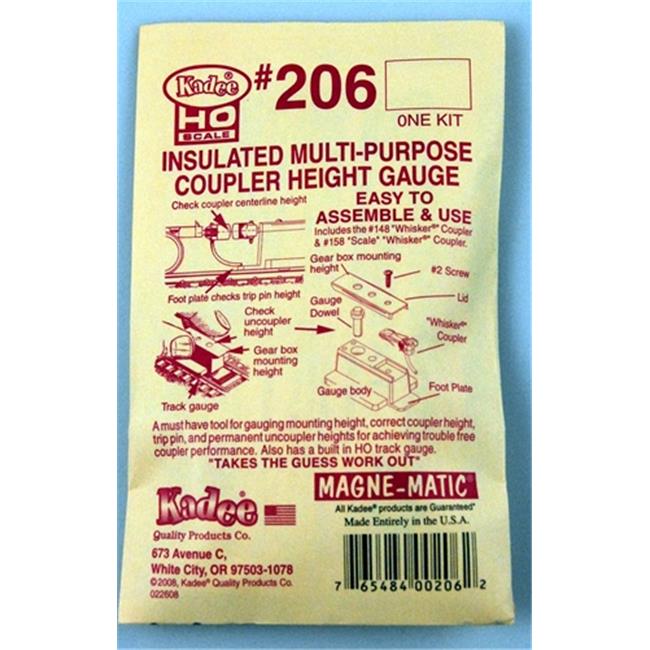 Kadee®
HO
SCALE
#206
ONE KIT
INSULATED MULTI-PURPOSE
COUPLER HEIGHT GAUGE
Check coupler centerline height
EASY TO
ASSEMBLE & USE
Includes the #148 "Whisker®" Coupler
& #158 "Scale" "Whisker®" Coupler.
Gear box mounting
height
#2 Screw
Foot plate checks trip pin height
Gauge
Dowel
Lid
Check
uncoupler
height
"Whisker®"
Coupler
Gear box
mounting
height
Gauge body
Foot Plate
Track gauge
A must have tool for gauging mounting height, correct coupler height,
trip pin, and permanent uncoupler heights for achieving trouble free
coupler performance. Also has a built in HO track gauge.
"TAKES THE GUESS WORK OUT"
Kadee®
Quality Products Co.
673 Avenue C,
White City, OR 97503-1078
©2008, Kadee® Quality Products Co.
022608
MAGNE-MATIC®
All Kadee® products are Guaranteed"
Made Entirely in the U.S.A.
7 65484 00206 2